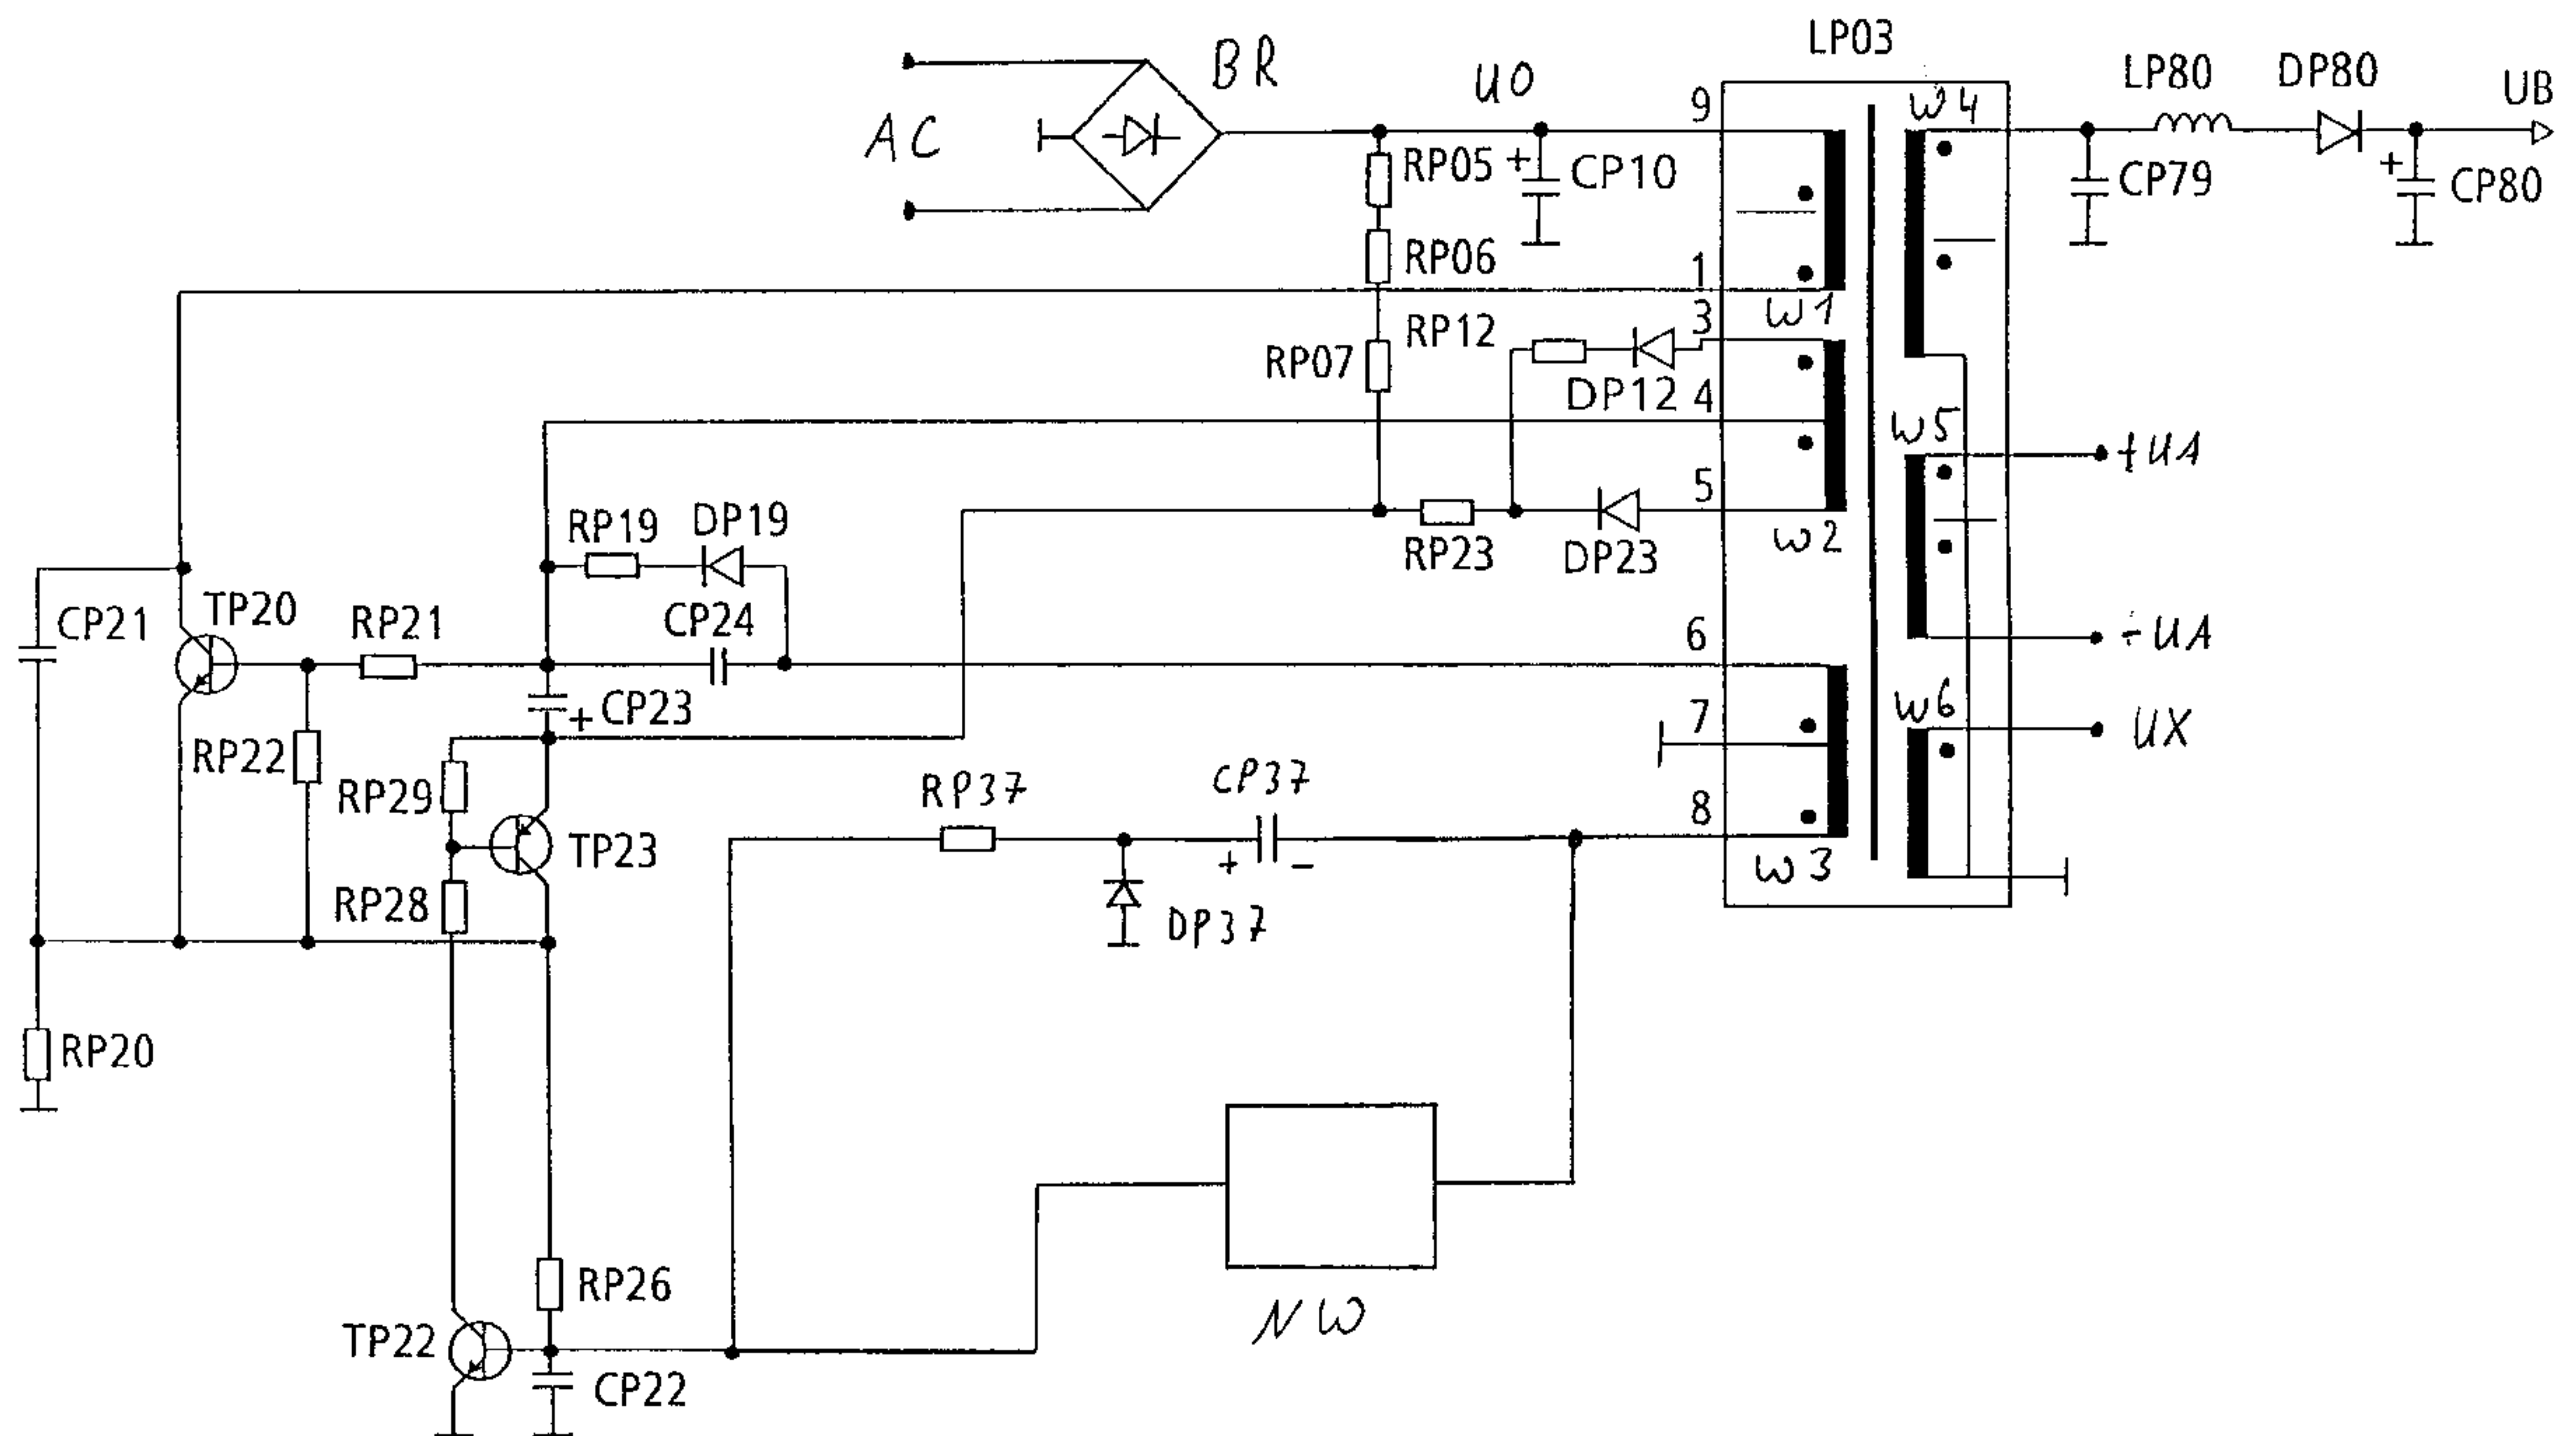 LP03
BR
U0
W4
LP80
DP80
UB
AC
9
RP05
+
CP10
CP79
+
CP80
RP06
1
W1
RP12
3
RP07
DP12
4
W5
+UA
5
RP19
DP19
RP23
DP23
W2
CP21
TP20
RP21
CP24
6
-UA
+
CP23
7
W6
UX
RP22
RP29
RP37
CP37
8
TP23
+
-
W3
RP28
DP37
RP20
RP26
NW
TP22
CP22